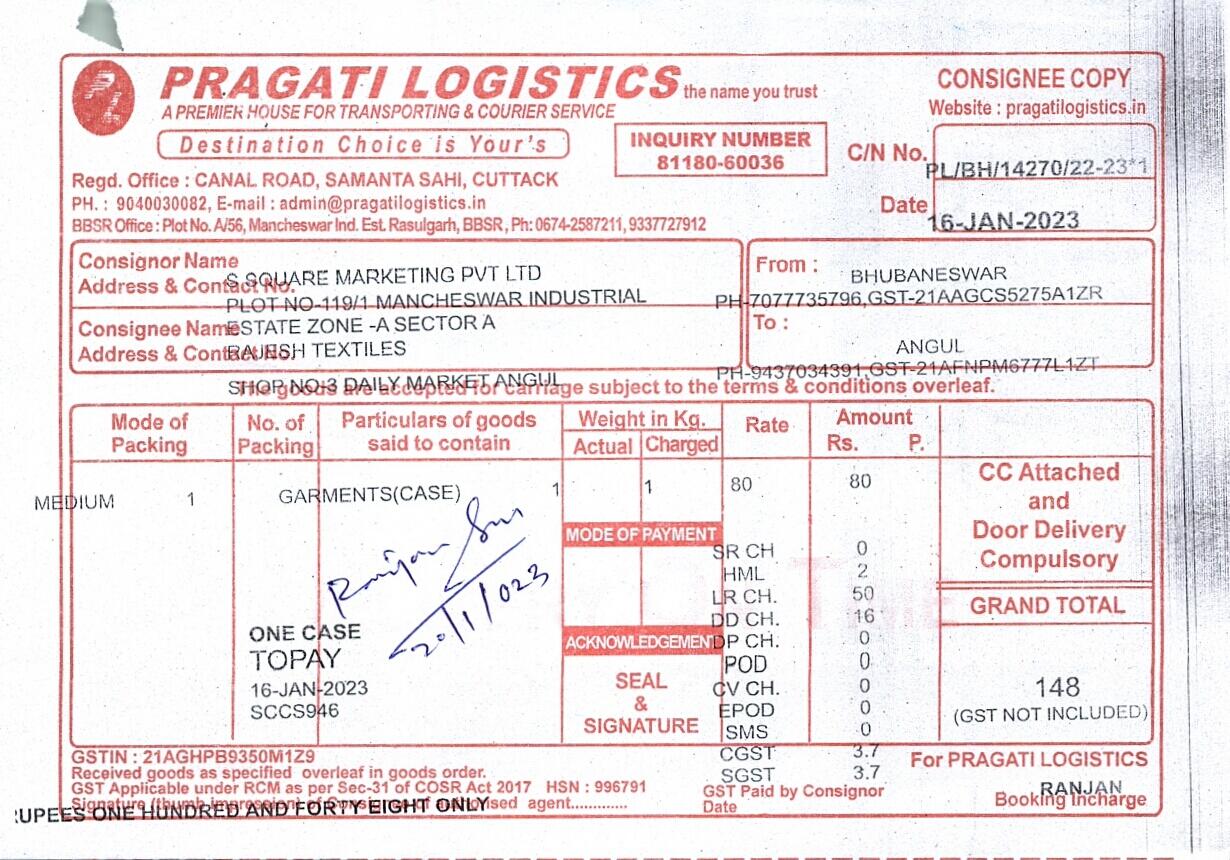 PRAGATI LOGISTICS the name you trust
A PREMIER HOUSE FOR TRANSPORTING & COURIER SERVICE
Destination Choice is Your's
INQUIRY NUMBER
81180-60036
CONSIGNEE COPY
Website : pragatilogistics.in
C/N No. PL/BH/14270/22-23*1
Date 16-JAN-2023
Regd. Office : CANAL ROAD, SAMANTA SAHI, CUTTACK
PH. : 9040030082, E-mail : admin@pragatilogistics.in
BBSR Office : Plot No. A/56, Mancheswar Ind. Est. Rasulgarh, BBSR, Ph: 0674-2587211, 9337727912
Consignor Name
Address & Contact No.
S SQUARE MARKETING PVT LTD
PLOT NO-119/1 MANCHESWAR INDUSTRIAL
From :
BHUBANESWAR
PH-7077735796,GST-21AAGCS5275A1ZR
Consignee Name
ESTATE ZONE -A SECTOR A
Address & Contact No.
RAJESH TEXTILES
To :
ANGUL
PH-9437034391,GST-21AFNPM6777L1ZT
SHOP NO-3 DAILY MARKET ANGUL
The goods are accepted for carriage subject to the terms & conditions overleaf.
Mode of Packing
No. of Packing
Particulars of goods said to contain
Weight in Kg.
Actual Charged
Rate
Amount
Rs. P.
MEDIUM 1 GARMENTS(CASE) 1 1 80 80
CC Attached
and
Door Delivery
Compulsory
MODE OF PAYMENT
SR CH 0
HML 2
LR CH. 50
DD CH. 16
DP CH. 0
POD 0
CV CH. 0
EPOD 0
SMS 0
CGST 3.7
SGST 3.7
GRAND TOTAL
148
(GST NOT INCLUDED)
ACKNOWLEDGEMENT
SEAL
&
SIGNATURE
20/1/023
ONE CASE
TOPAY
16-JAN-2023
SCCS946
GSTIN : 21AGHPB9350M1Z9
Received goods as specified overleaf in goods order.
GST Applicable under RCM as per Sec-31 of COSR Act 2017 HSN : 996791
Signature (thumb impression) of Consignee of authorised agent.............
RUPEES ONE HUNDRED AND FORTY EIGHT ONLY
GST Paid by Consignor
Date
For PRAGATI LOGISTICS
RANJAN
Booking Incharge